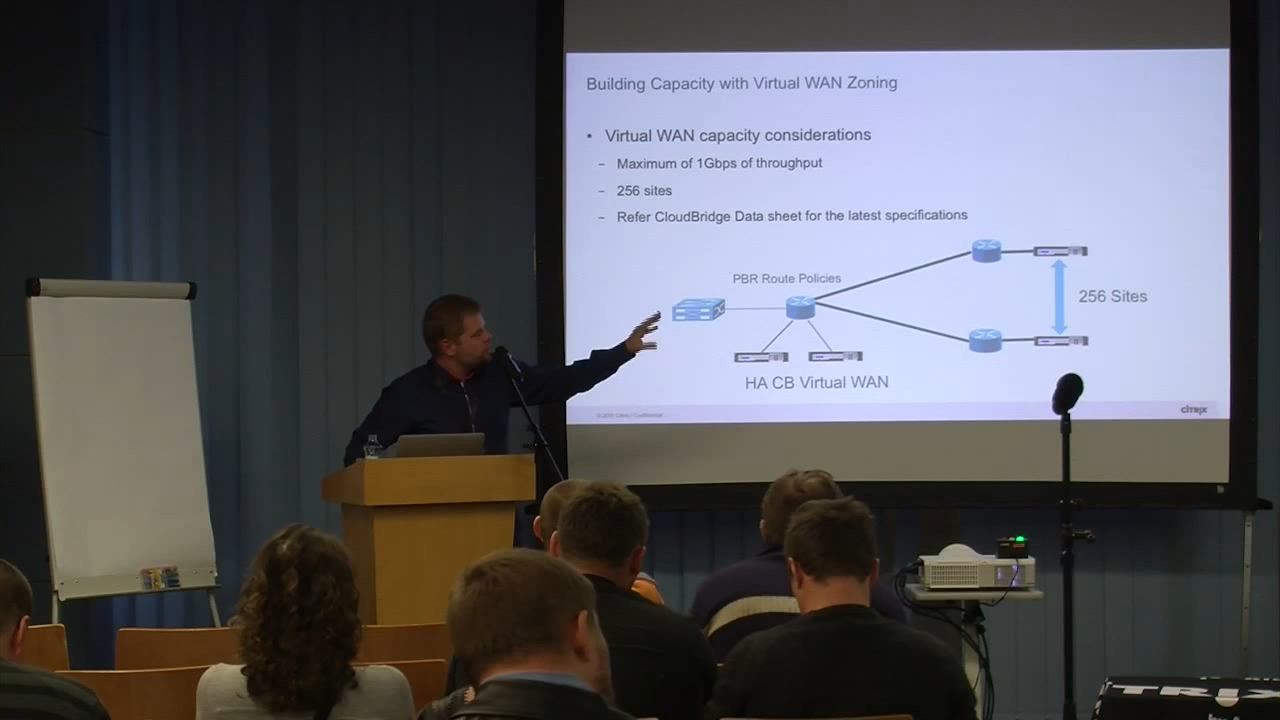 Building Capacity with Virtual WAN Zoning
• Virtual WAN capacity considerations
– Maximum of 1Gbps of throughput
– 256 sites
– Refer CloudBridge Data sheet for the latest specifications
PBR Route Policies
256 Sites
HA CB Virtual WAN
citrix